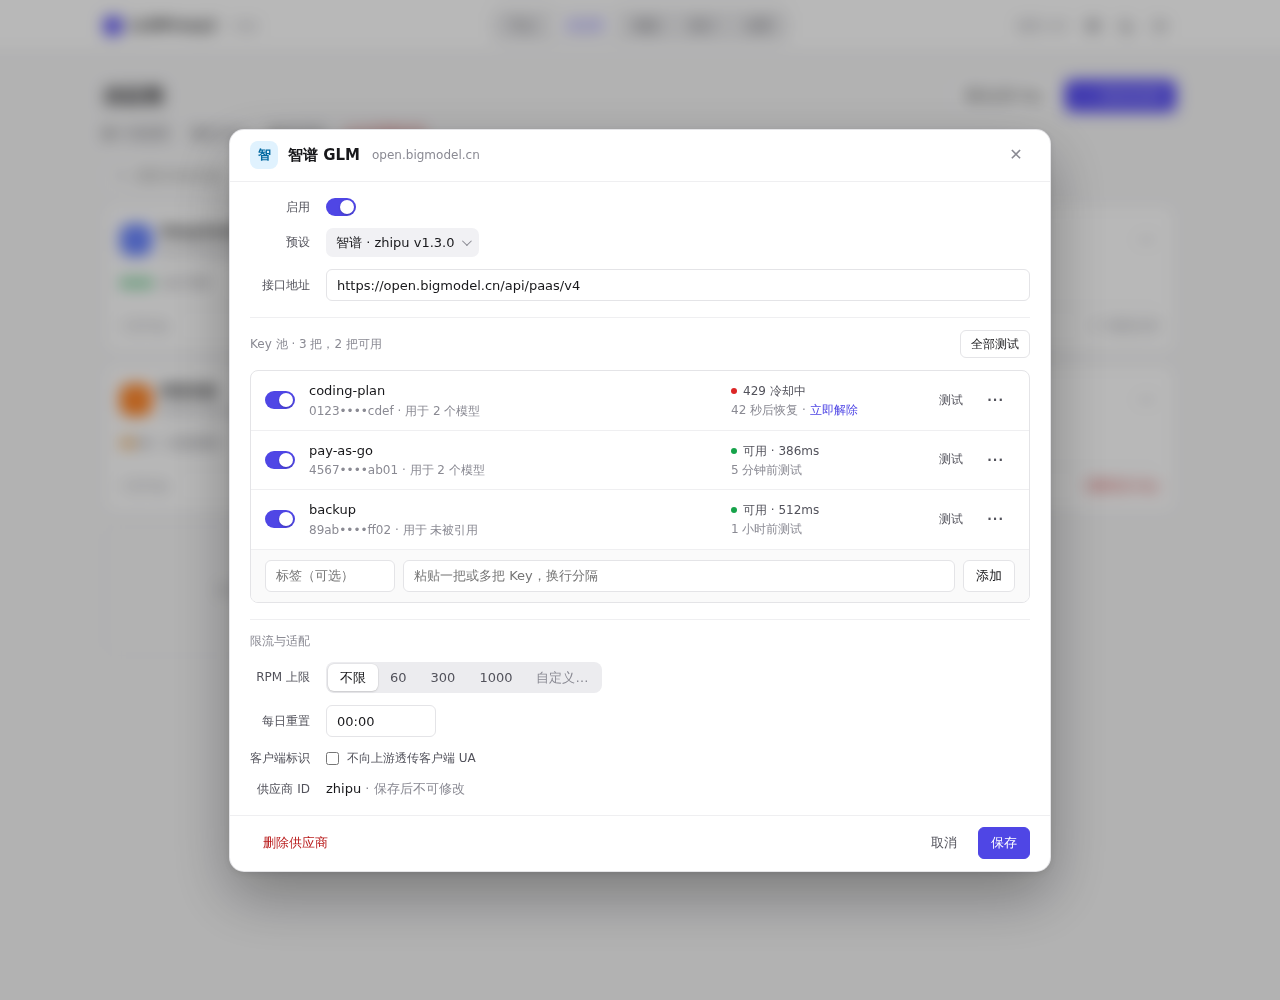 智 智谱 GLM open.bigmodel.cn ✕
启用
预设 智谱 · zhipu v1.3.0
接口地址 https://open.bigmodel.cn/api/paas/v4
Key 池 · 3 把，2 把可用 全部测试
coding-plan 429 冷却中
0123••••cdef · 用于 2 个模型 42 秒后恢复 · 立即解除 测试 ···
pay-as-go 可用 · 386ms
4567••••ab01 · 用于 2 个模型 5 分钟前测试 测试 ···
backup 可用 · 512ms
89ab••••ff02 · 用于 未被引用 1 小时前测试 测试 ···
标签（可选） 粘贴一把或多把 Key，换行分隔 添加
限流与适配
RPM 上限 不限 60 300 1000 自定义…
每日重置 00:00
客户端标识 不向上游透传客户端 UA
供应商 ID zhipu · 保存后不可修改
删除供应商 取消 保存